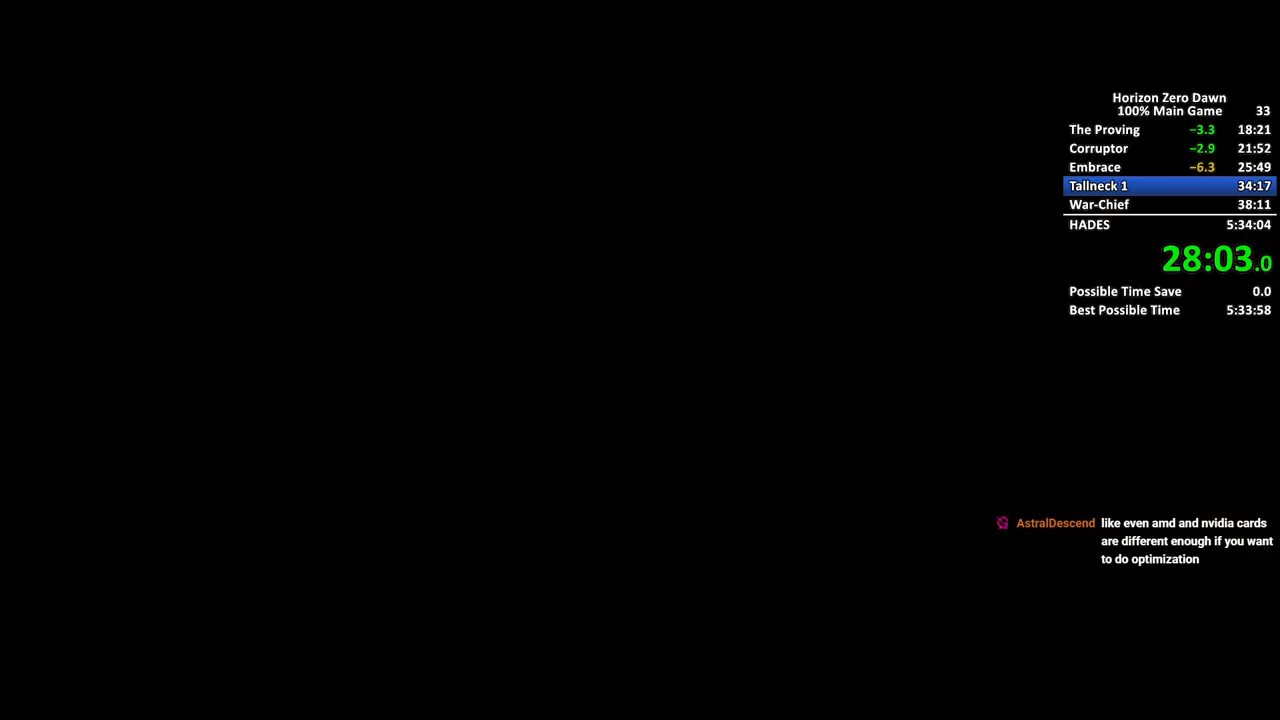 Horizon Zero Dawn
100% Main Game 33
The Proving −3.3 18:21
Corruptor −2.9 21:52
Embrace −6.3 25:49
Tallneck 1 34:17
War-Chief 38:11
HADES 5:34:04
28:03.0
Possible Time Save 0.0
Best Possible Time 5:33:58
AstralDescend like even amd and nvidia cards
are different enough if you want
to do optimization